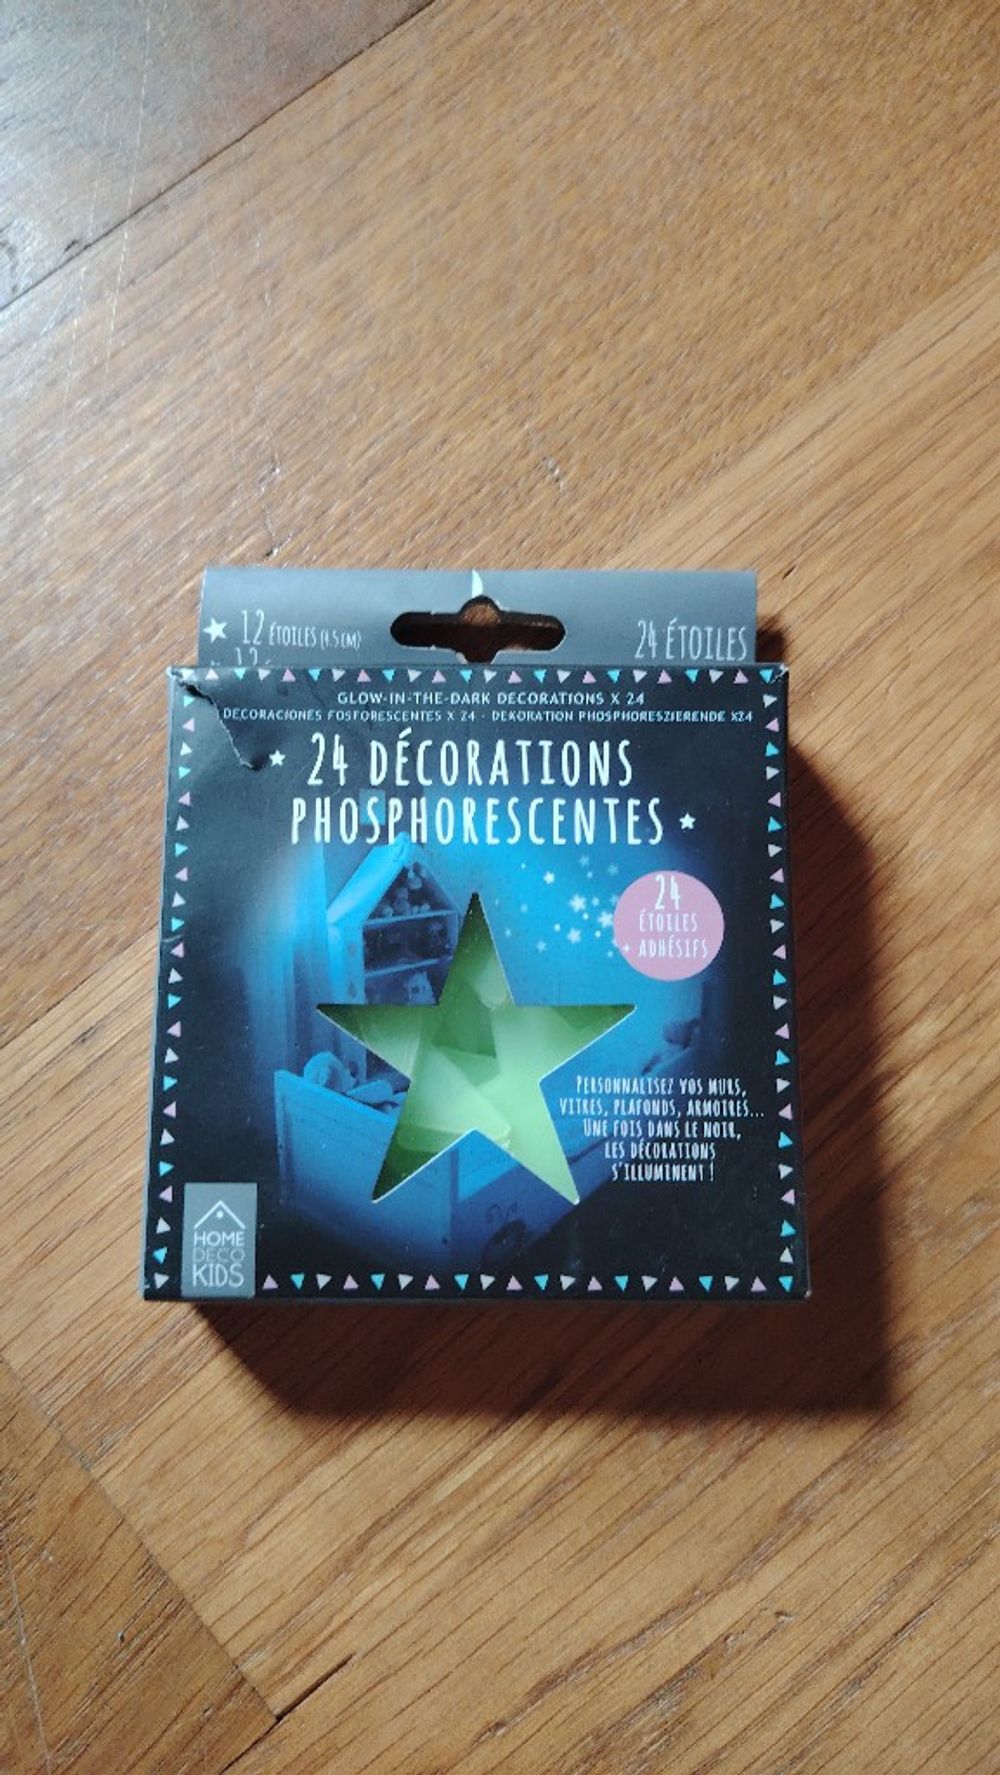 12 ÉTOILES (4.5 CM)
24 ÉTOILES
12
GLOW-IN-THE-DARK DECORATIONS X 24
DECORACIONES FOSFORESCENTES X 24 - DEKORATION PHOSPHORESZIERENDE X24
24 DÉCORATIONS
PHOSPHORESCENTES
24
ÉTOILES
+ ADHÉSIFS
PERSONNALISEZ VOS MURS,
VITRES, PLAFONDS, ARMOIRES...
UNE FOIS DANS LE NOIR,
LES DÉCORATIONS
S'ILLUMINENT !
HOME
DECO
KIDS